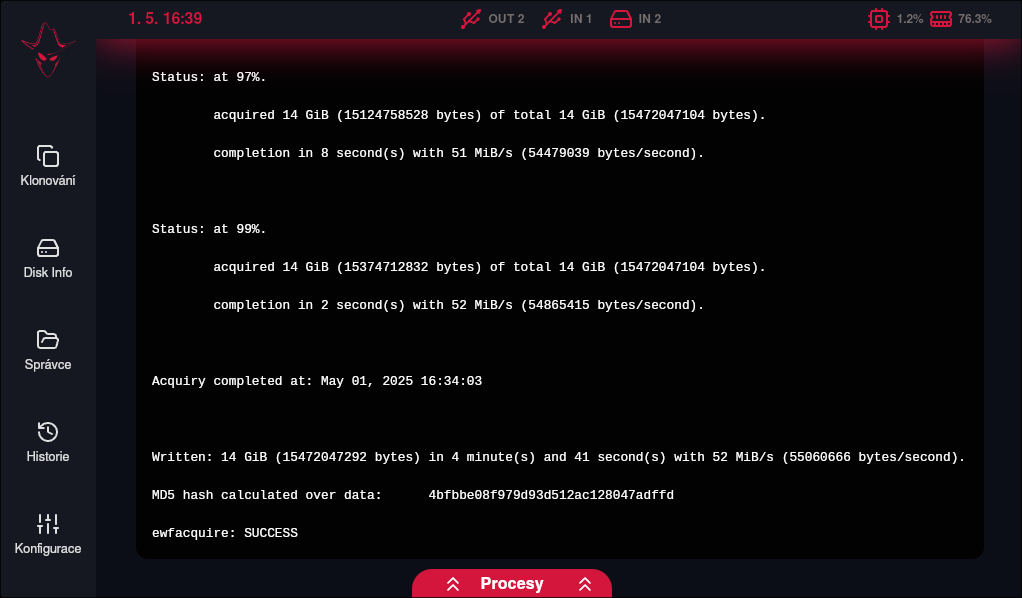 1. 5. 16:39
OUT 2
IN 1
IN 2
1.2%
76.3%
Klonování
Disk Info
Správce
Historie
Konfigurace
Status: at 97%.
acquired 14 GiB (15124758528 bytes) of total 14 GiB (15472047104 bytes).
completion in 8 second(s) with 51 MiB/s (54479039 bytes/second).
Status: at 99%.
acquired 14 GiB (15374712832 bytes) of total 14 GiB (15472047104 bytes).
completion in 2 second(s) with 52 MiB/s (54865415 bytes/second).
Acquiry completed at: May 01, 2025 16:34:03
Written: 14 GiB (15472047292 bytes) in 4 minute(s) and 41 second(s) with 52 MiB/s (55060666 bytes/second).
MD5 hash calculated over data: 4bfbbe08f979d93d512ac128047adffd
ewfacquire: SUCCESS
Procesy